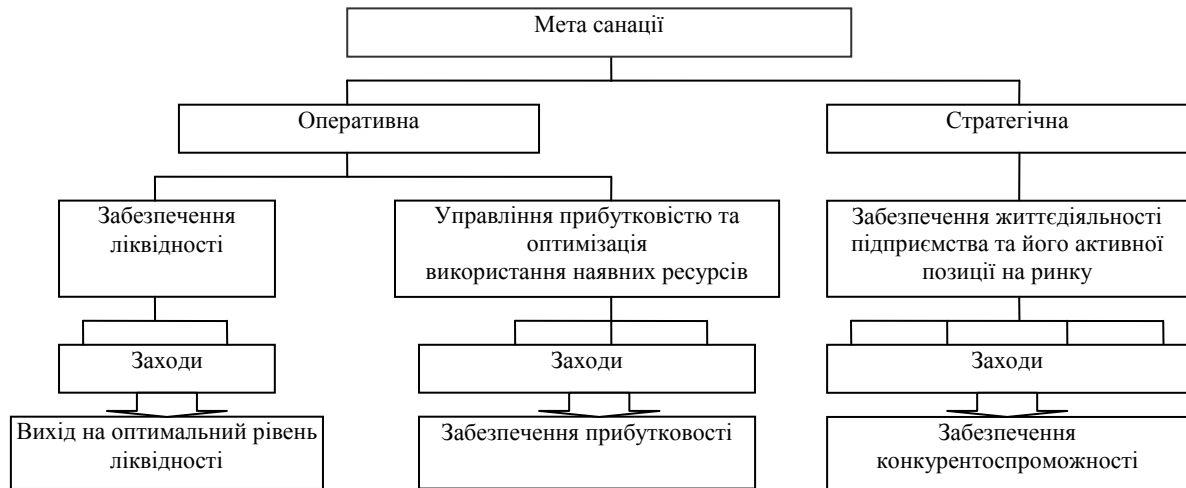 Мета санації
Оперативна
Стратегічна
Забезпечення
ліквідності
Управління прибутковістю та
оптимізація
використання наявних ресурсів
Забезпечення життєдіяльності
підприємства та його активної
позиції на ринку
Заходи
Заходи
Заходи
Вихід на оптимальний рівень
ліквідності
Забезпечення прибутковості
Забезпечення
конкурентоспроможності